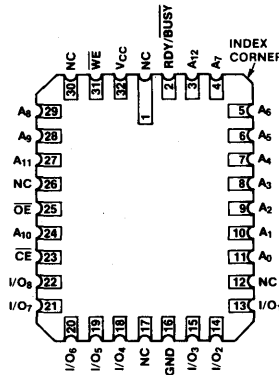 NC WE VCC NC RDY/BUSY A12 A7
30 31 32 1 2 3 4
INDEX
CORNER
A8 29 5 A6
A9 28 6 A5
A11 27 7 A4
NC 26 8 A3
OE 25 9 A2
A10 24 10 A1
CE 23 11 A0
I/O8 22 12 NC
I/O7 21 13 I/O
20 19 18 17 16 15 14
I/O6 I/O5 I/O4 NC GND I/O3 I/O2